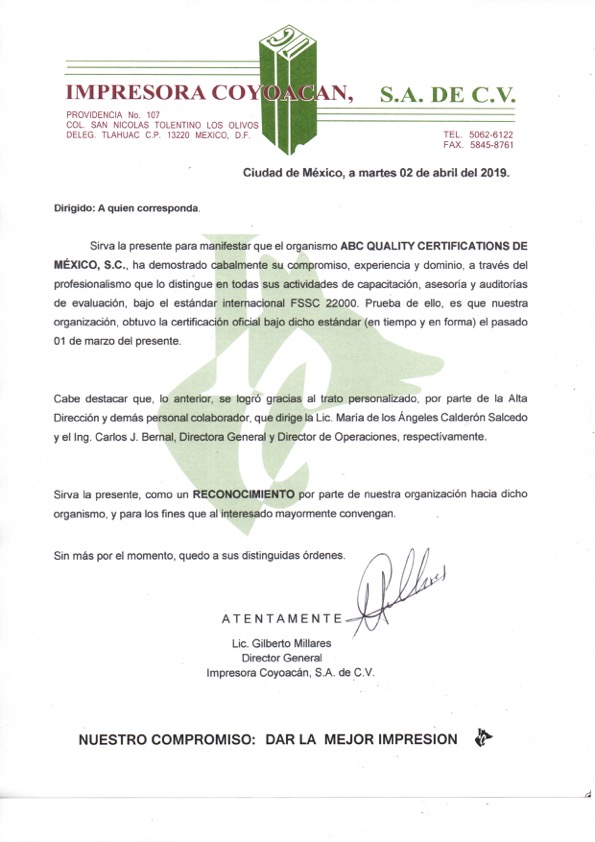 IMPRESORA COYOACAN, S.A. DE C.V.
PROVIDENCIA No. 107
COL. SAN NICOLAS TOLENTINO LOS OLIVOS
DELEG. TLAHUAC C.P. 13220 MEXICO, D.F.
TEL. 5062-6122
FAX. 5845-8761
Ciudad de México, a martes 02 de abril del 2019.
Dirigido: A quien corresponda.
Sirva la presente para manifestar que el organismo ABC QUALITY CERTIFICATIONS DE
MÉXICO, S.C., ha demostrado cabalmente su compromiso, experiencia y dominio, a través del
profesionalismo que lo distingue en todas sus actividades de capacitación, asesoría y auditorías
de evaluación, bajo el estándar internacional FSSC 22000. Prueba de ello, es que nuestra
organización, obtuvo la certificación oficial bajo dicho estándar (en tiempo y en forma) el pasado
01 de marzo del presente.
Cabe destacar que, lo anterior, se logró gracias al trato personalizado, por parte de la Alta
Dirección y demás personal colaborador, que dirige la Lic. María de los Ángeles Calderón Salcedo
y el Ing. Carlos J. Bernal, Directora General y Director de Operaciones, respectivamente.
Sirva la presente, como un RECONOCIMIENTO por parte de nuestra organización hacia dicho
organismo, y para los fines que al interesado mayormente convengan.
Sin más por el momento, quedo a sus distinguidas órdenes.
ATENTAMENTE
Lic. Gilberto Millares
Director General
Impresora Coyoacán, S.A. de C.V.
NUESTRO COMPROMISO: DAR LA MEJOR IMPRESION